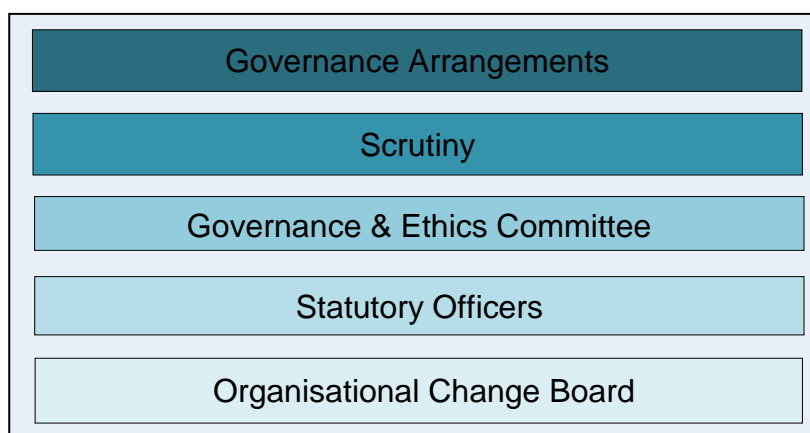 Governance Arrangements
Scrutiny
Governance & Ethics Committee
Statutory Officers
Organisational Change Board